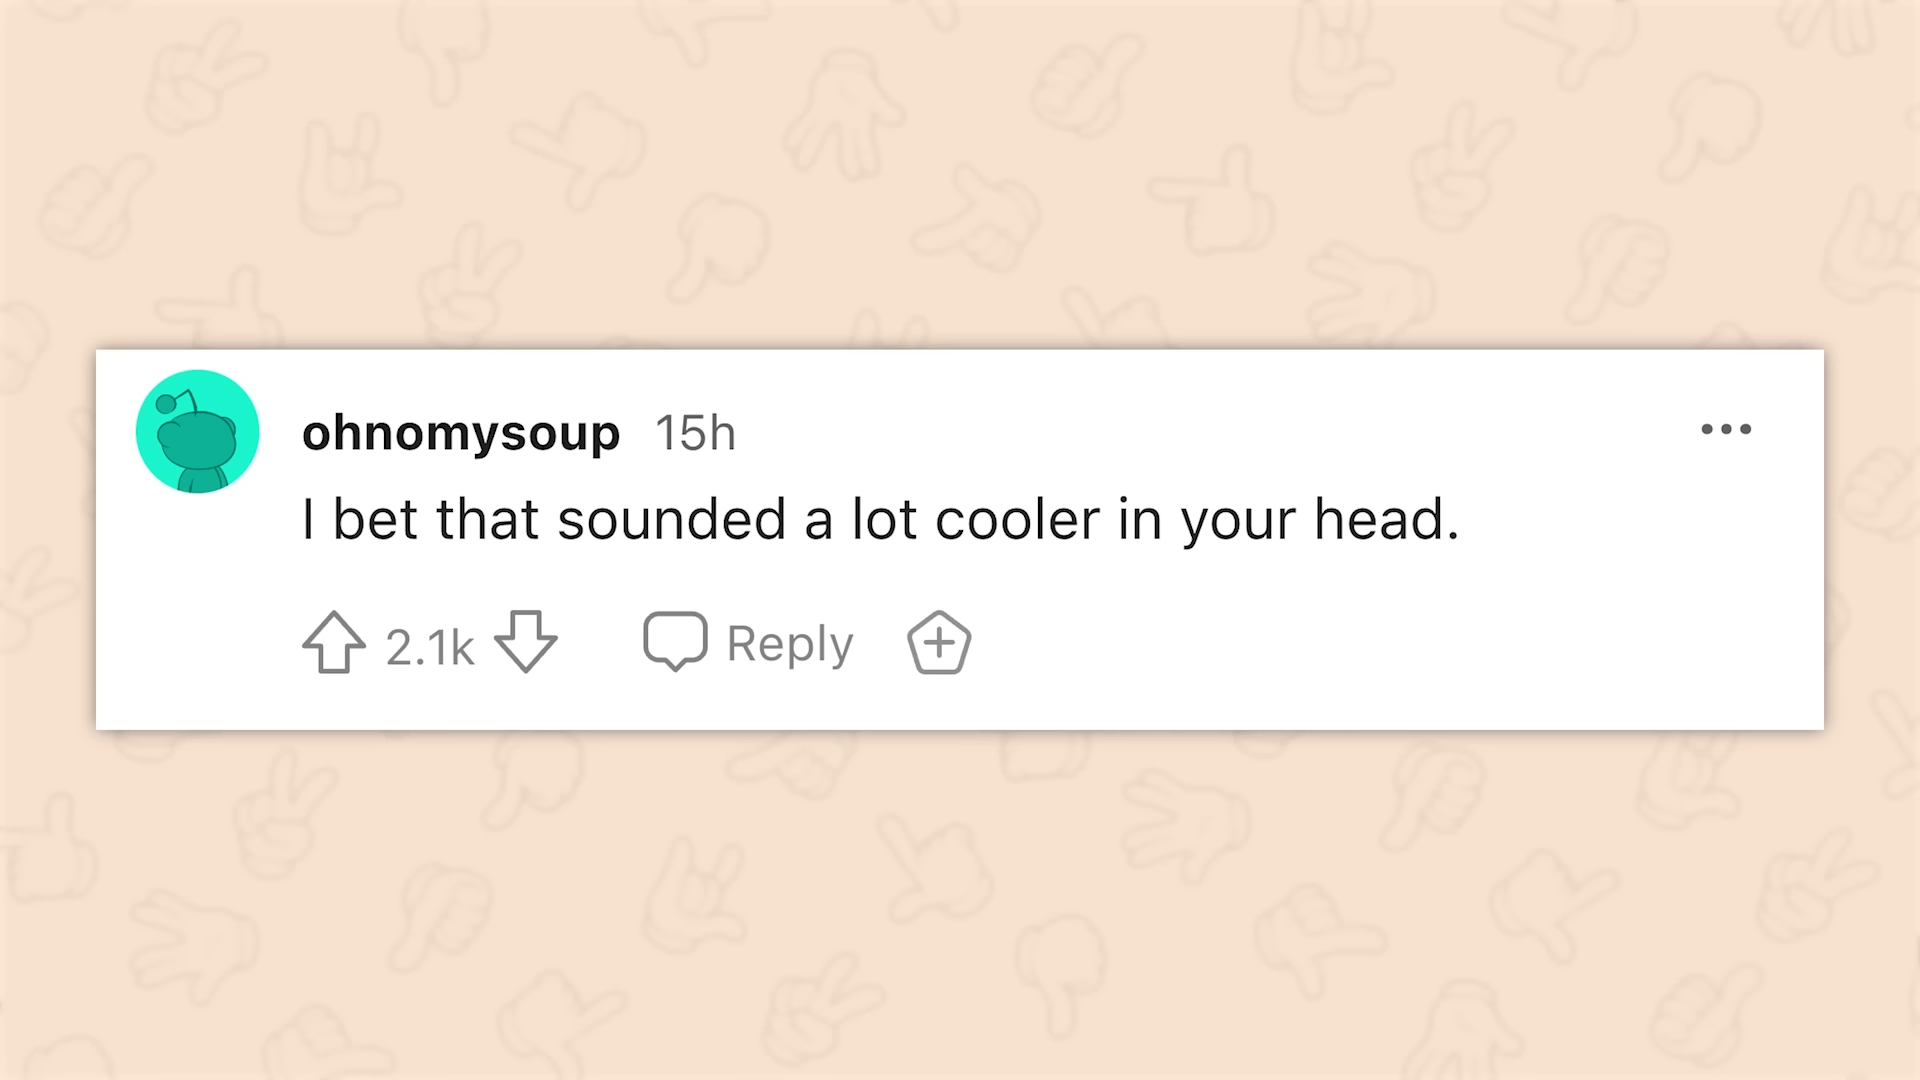 ohnomysoup 15h
I bet that sounded a lot cooler in your head.
2.1k Reply